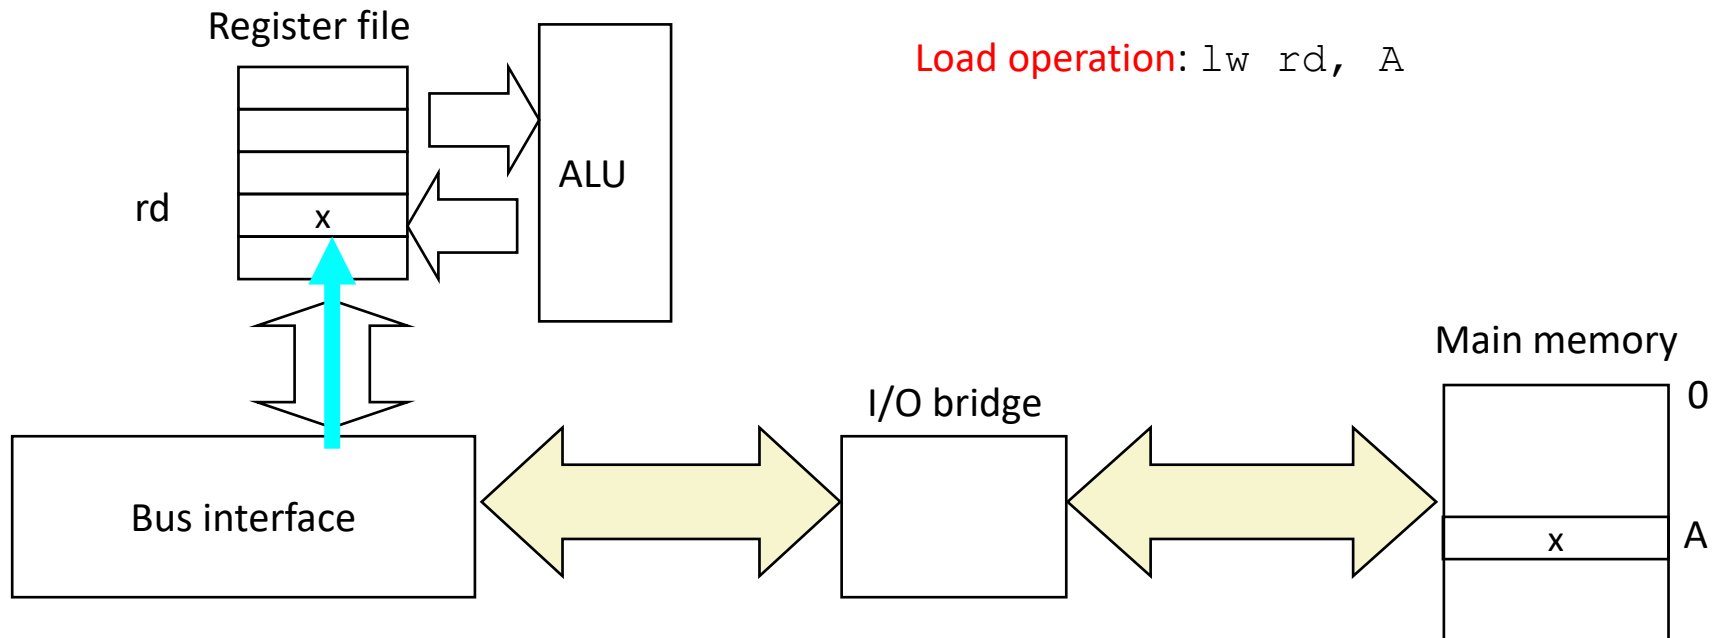 Register file
Load operation: lw rd, A
ALU
rd
x
Main memory
0
I/O bridge
Bus interface
x
A